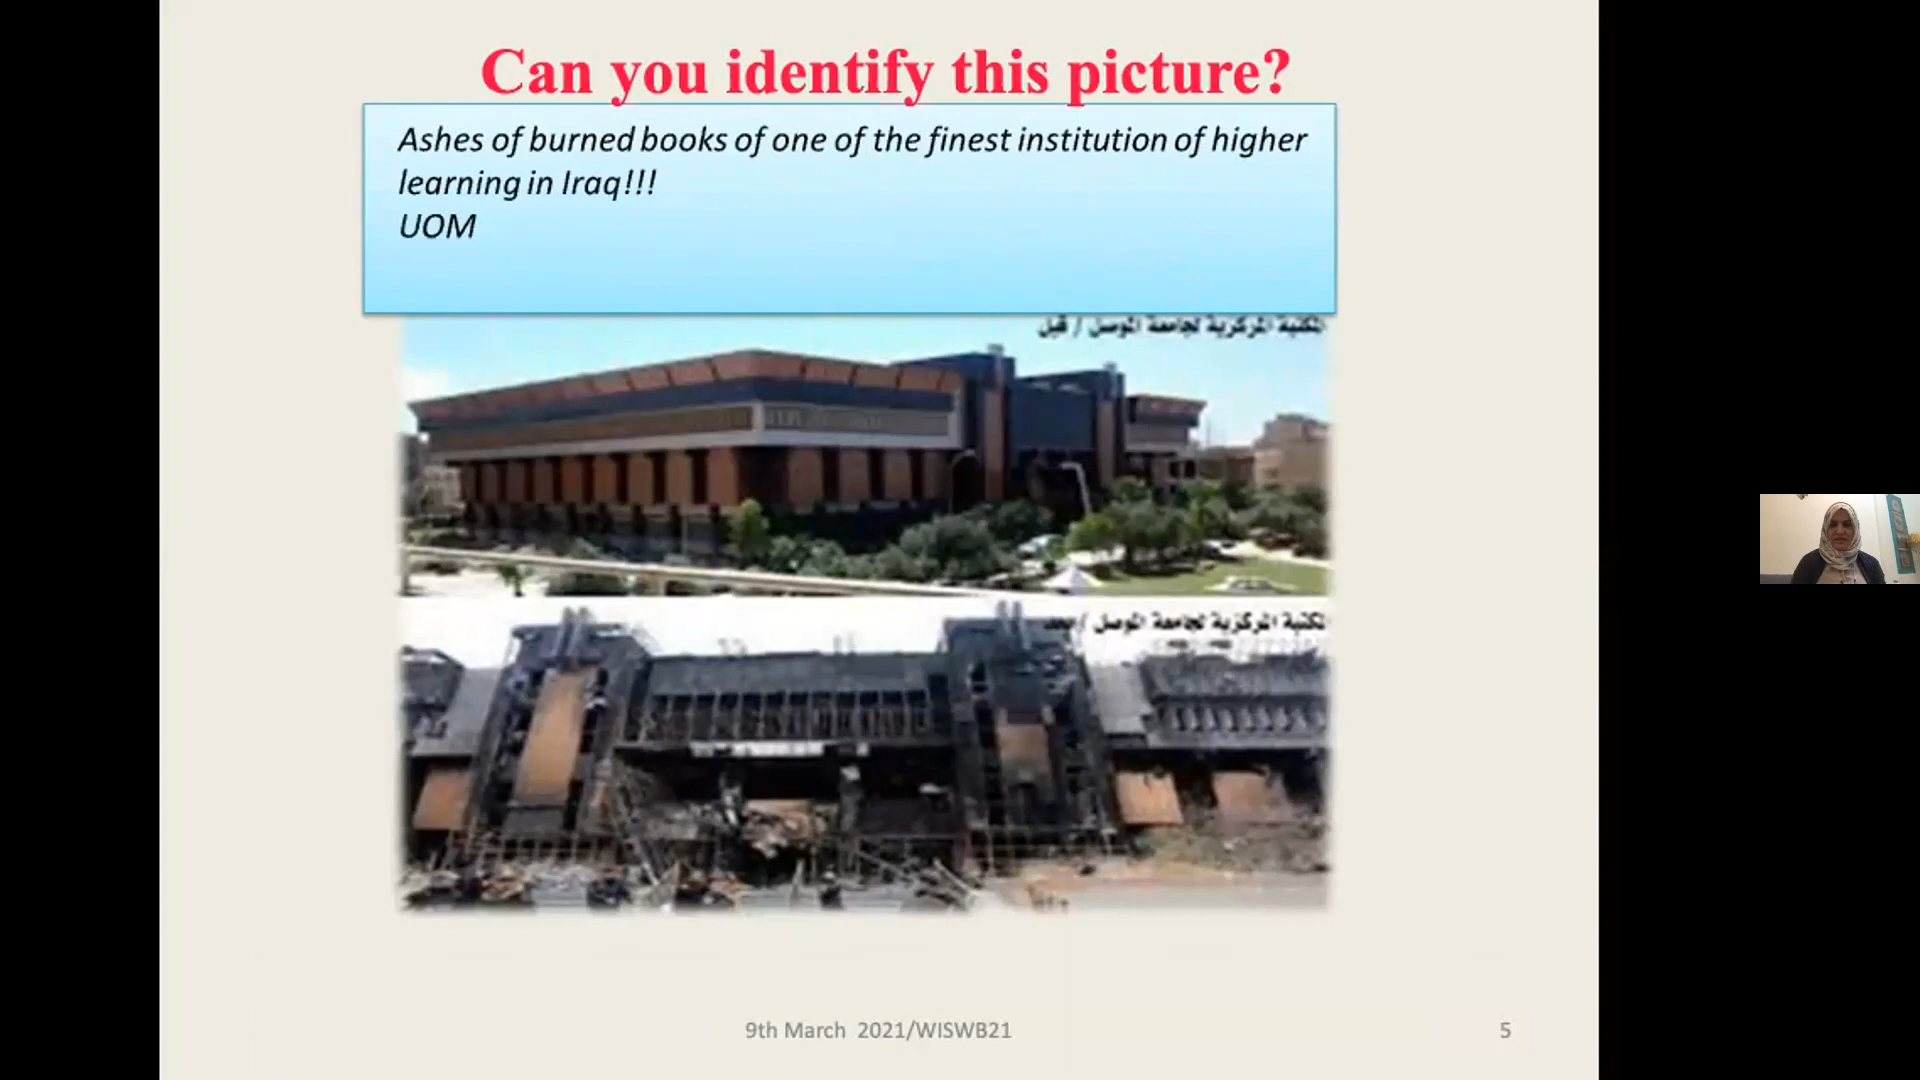 Can you identify this picture?
Ashes of burned books of one of the finest institution of higher
learning in Iraq!!!
UOM
المكتبة المركزية لجامعة الموصل / قبل
المكتبة المركزية لجامعة الموصل / بعد
9th March 2021/WISWB21
5